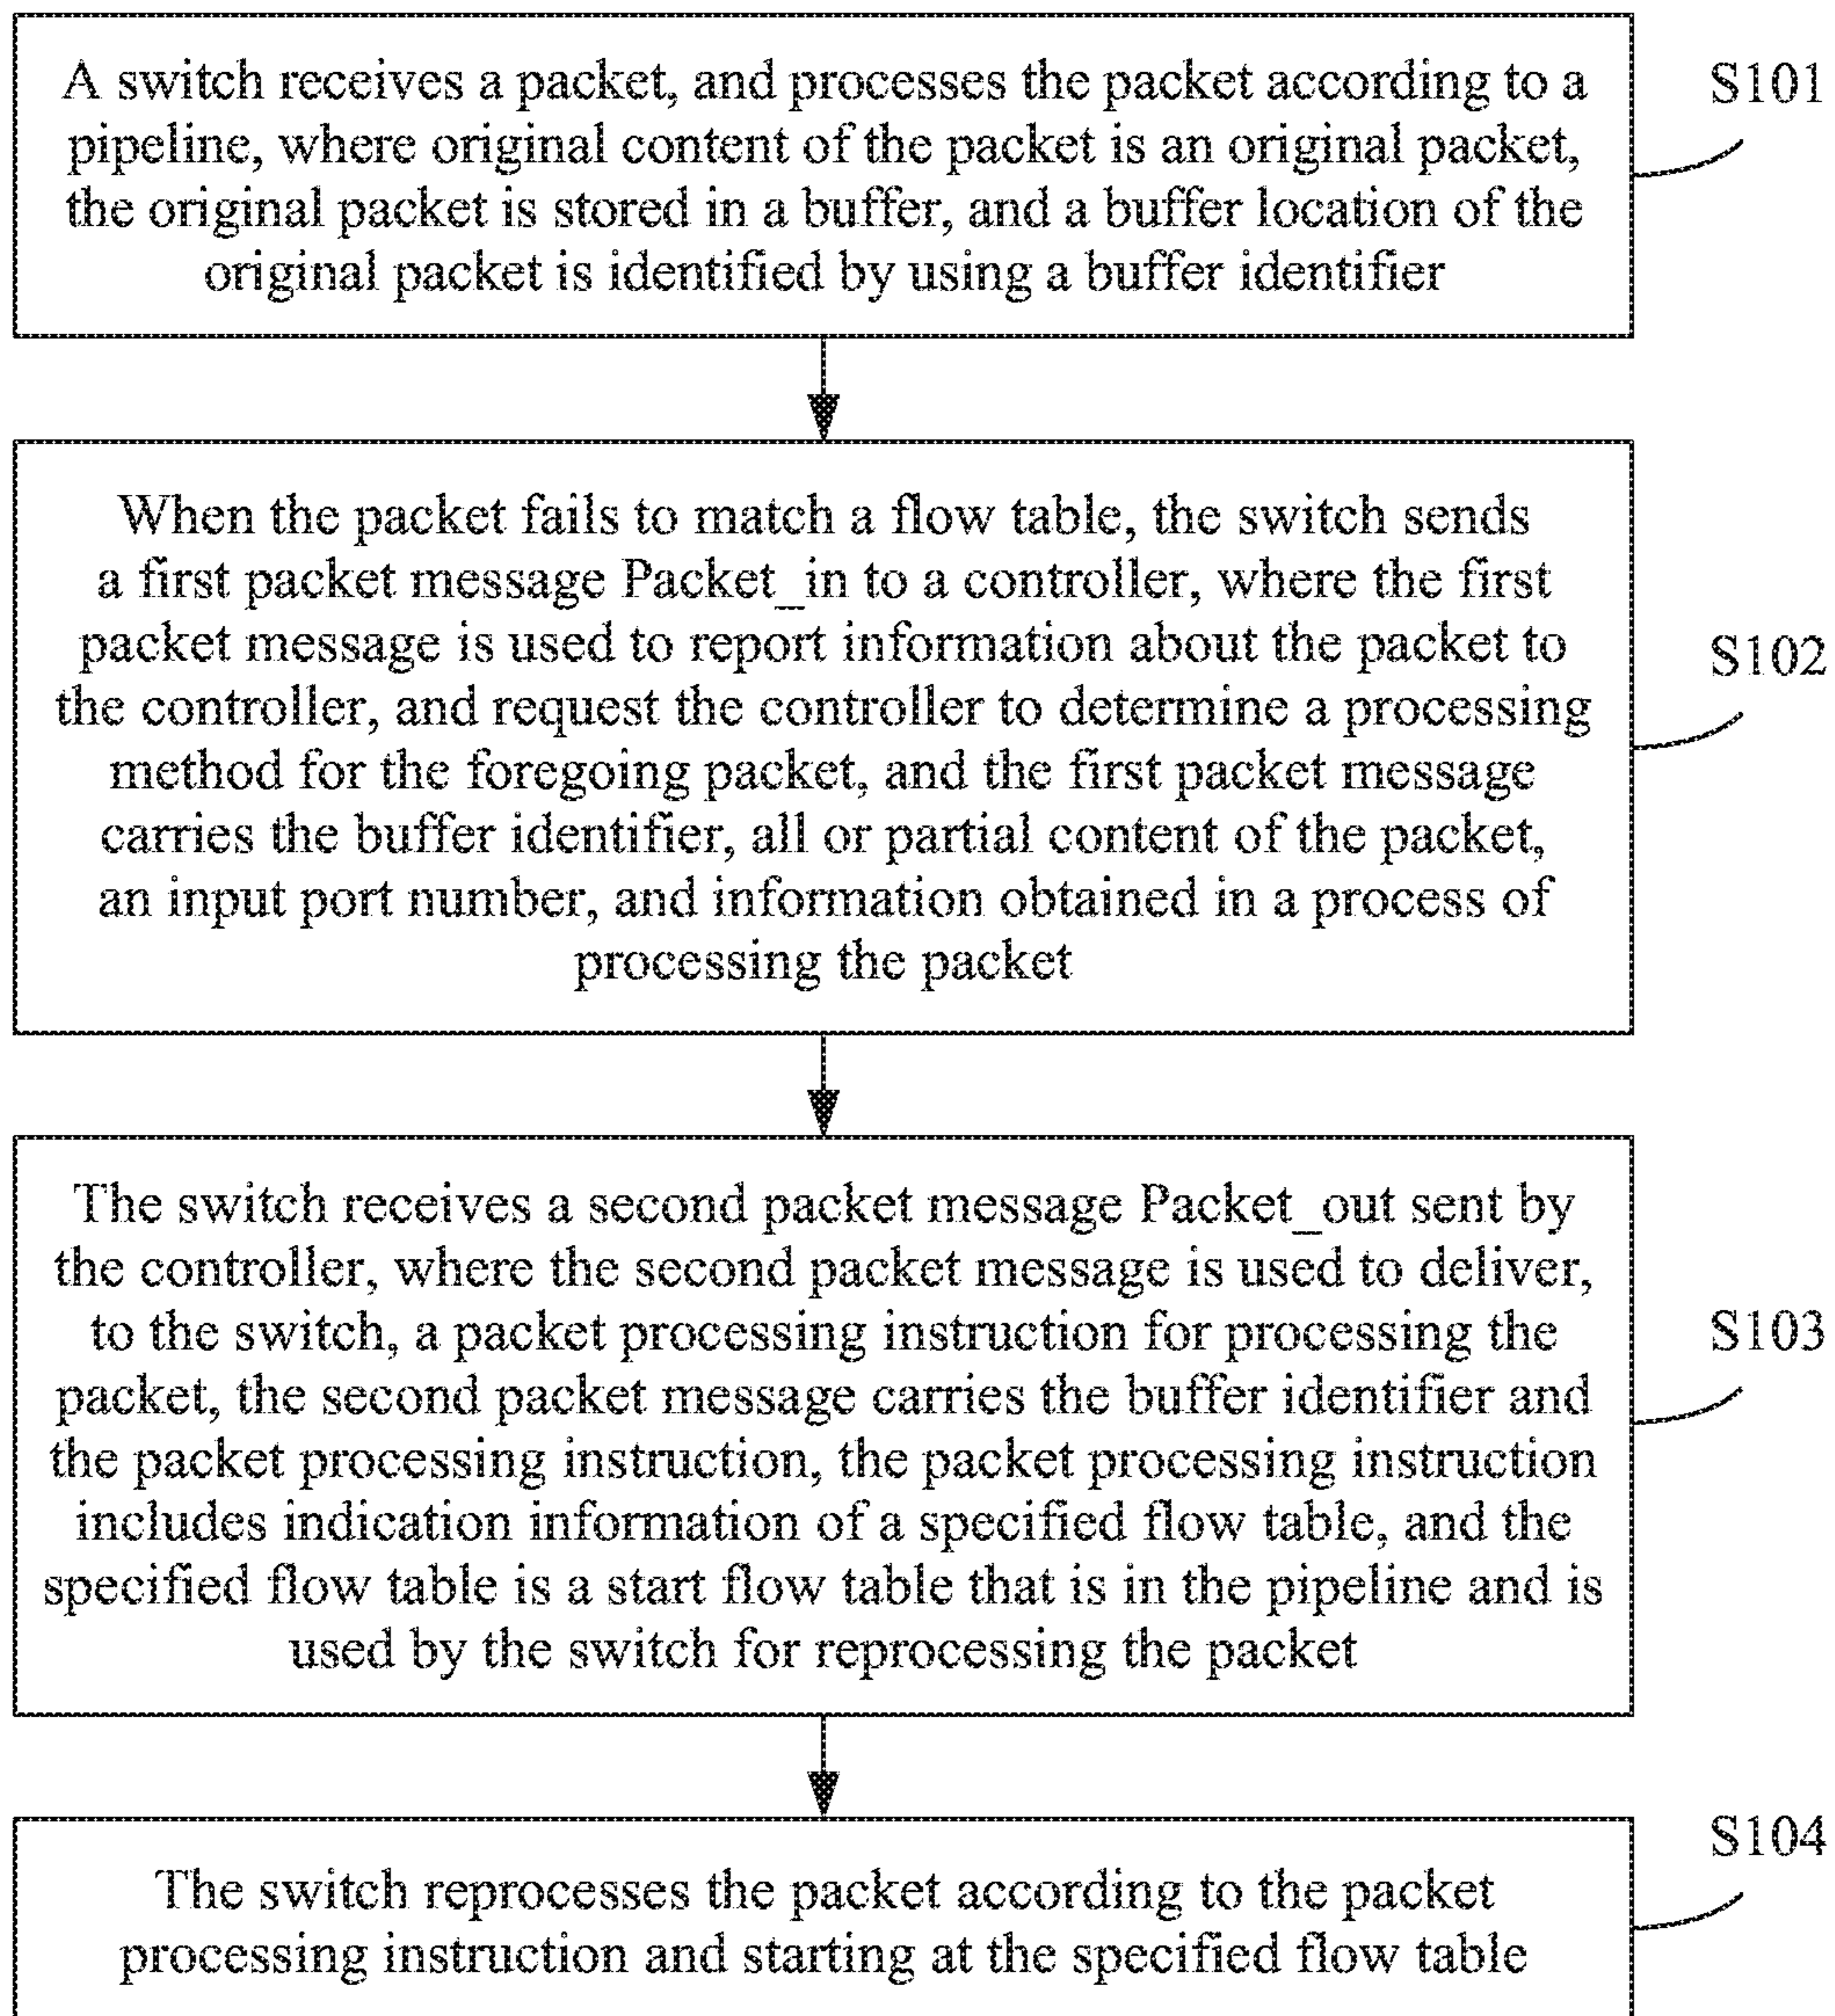 A switch receives a packet, and processes the packet according to a
pipeline, where original content of the packet is an original packet,
the original packet is stored in a buffer, and a buffer location of the
original packet is identified by using a buffer identifier
S101
When the packet fails to match a flow table, the switch sends
a first packet message Packet_in to a controller, where the first
packet message is used to report information about the packet to
the controller, and request the controller to determine a processing
method for the foregoing packet, and the first packet message
carries the buffer identifier, all or partial content of the packet,
an input port number, and information obtained in a process of
processing the packet
S102
The switch receives a second packet message Packet_out sent by
the controller, where the second packet message is used to deliver,
to the switch, a packet processing instruction for processing the
packet, the second packet message carries the buffer identifier and
the packet processing instruction, the packet processing instruction
includes indication information of a specified flow table, and the
specified flow table is a start flow table that is in the pipeline and is
used by the switch for reprocessing the packet
S103
The switch reprocesses the packet according to the packet
processing instruction and starting at the specified flow table
S104